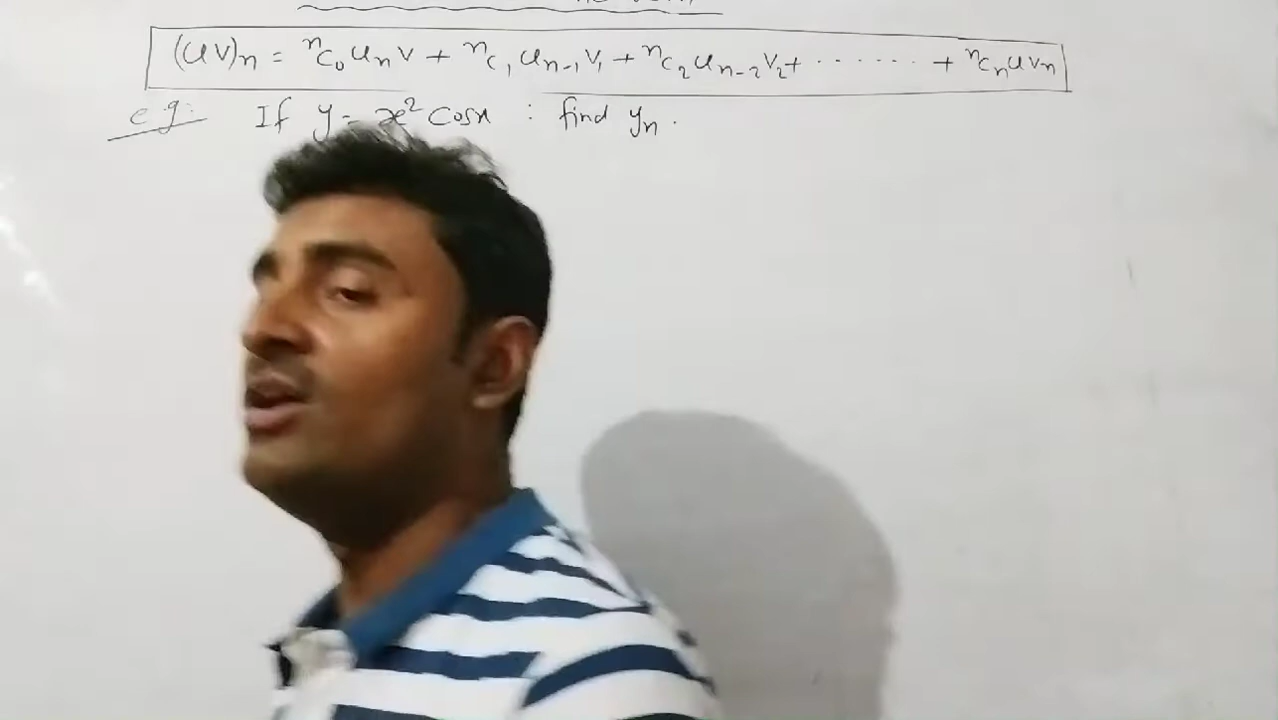 (uv)n = ⁿC₀ uₙ v + ⁿC₁ uₙ₋₁ v₁ + ⁿC₂ uₙ₋₂ v₂ + ....... + ⁿCₙ u vₙ
e.g:- If y = x² Cosx : find yₙ.